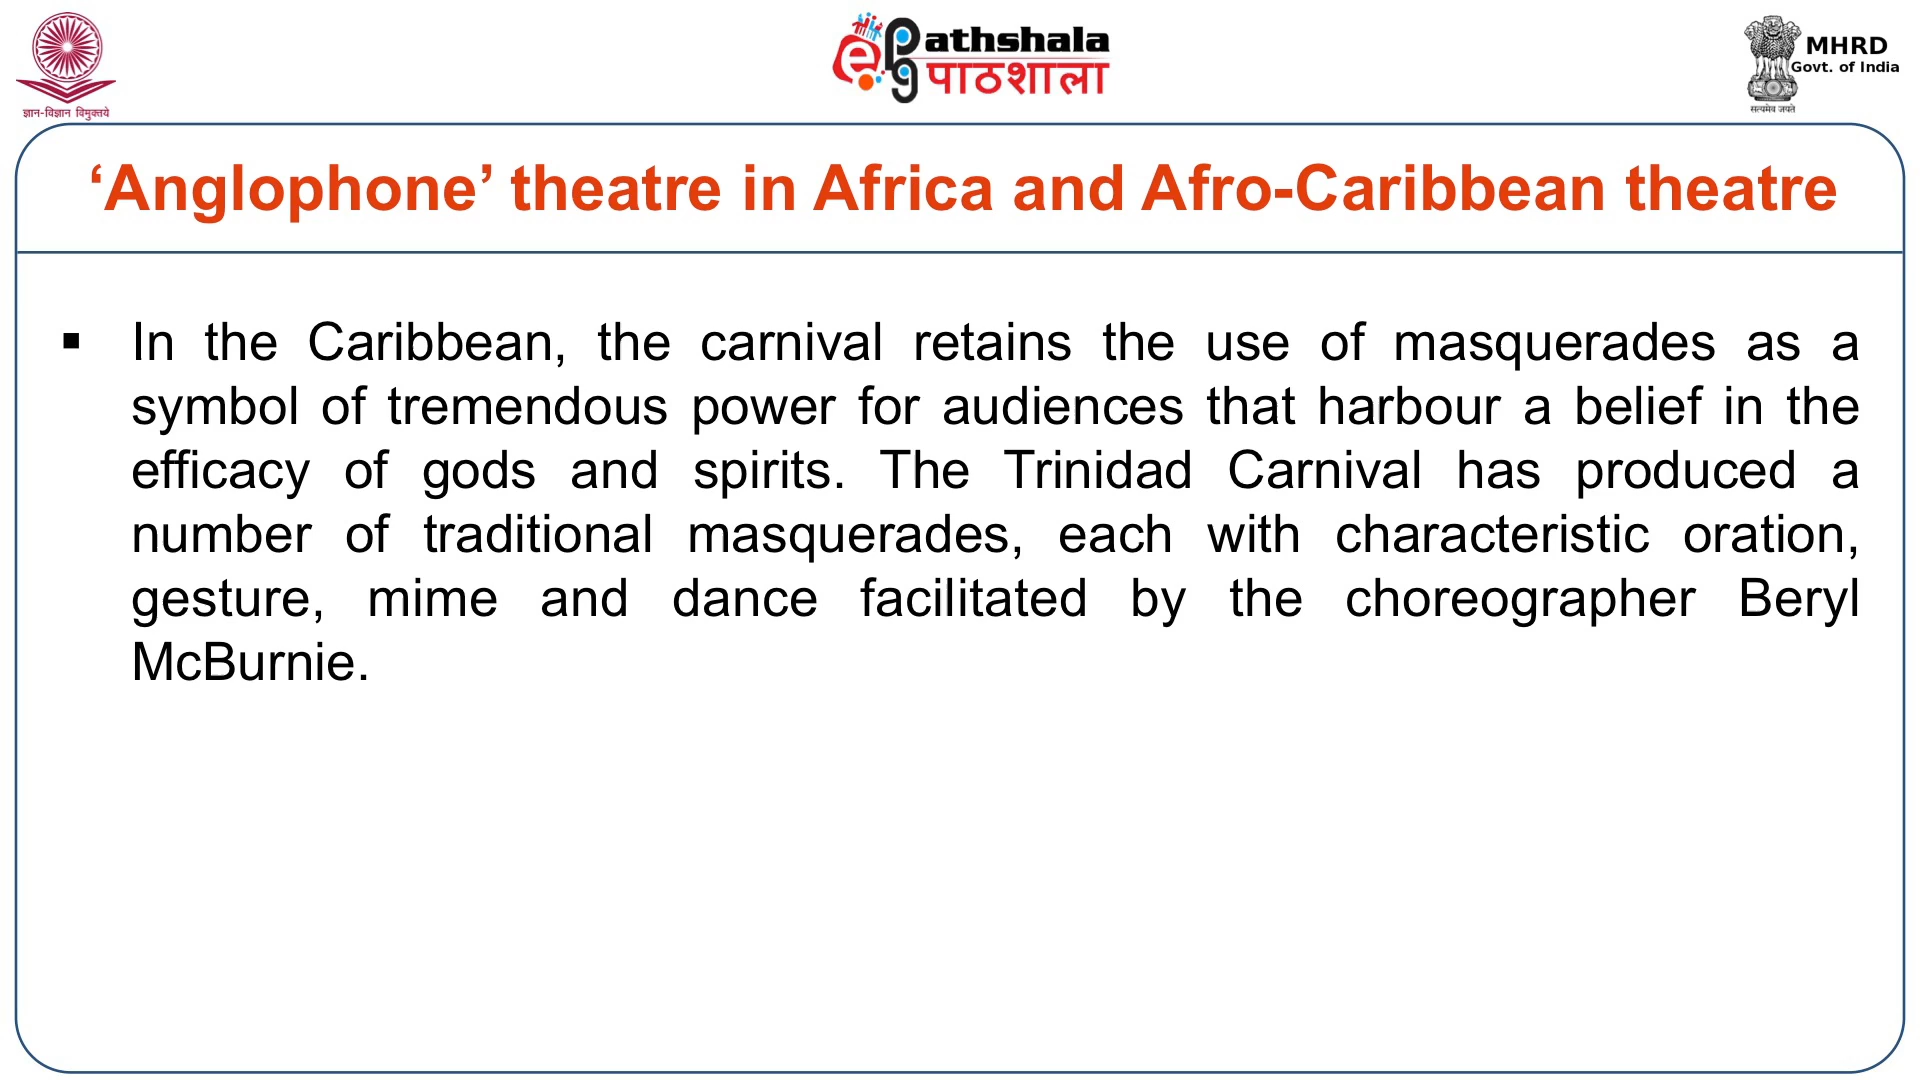 ज्ञान-विज्ञान विमुक्तये
ePathshala
पाठशाला
MHRD
Govt. of India
सत्यमेव जयते
‘Anglophone’ theatre in Africa and Afro-Caribbean theatre
▪ In the Caribbean, the carnival retains the use of masquerades as a
symbol of tremendous power for audiences that harbour a belief in the
efficacy of gods and spirits. The Trinidad Carnival has produced a
number of traditional masquerades, each with characteristic oration,
gesture, mime and dance facilitated by the choreographer Beryl
McBurnie.